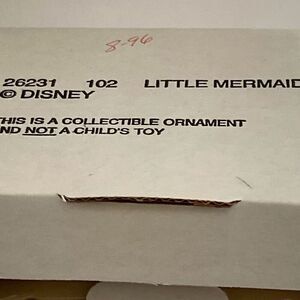 8-96
26231 102 LITTLE MERMAID
© DISNEY
THIS IS A COLLECTIBLE ORNAMENT
AND NOT A CHILD'S TOY